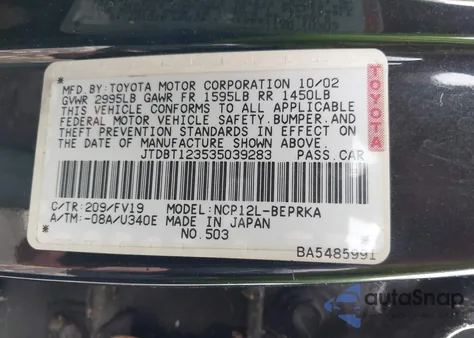 MFD. BY: TOYOTA MOTOR CORPORATION 10/02
GVWR 2995LB GAWR FR 1595LB RR 1450LB
THIS VEHICLE CONFORMS TO ALL APPLICABLE
FEDERAL MOTOR VEHICLE SAFETY, BUMPER, AND
THEFT PREVENTION STANDARDS IN EFFECT ON
THE DATE OF MANUFACTURE SHOWN ABOVE.
JTDBT123535039283 PASS. CAR
TOYOTA
C/TR: 209/FV19 MODEL: NCP12L-BEPRKA
A/TM: -08A/U340E MADE IN JAPAN
NO. 503
BA5485991
autoSnap